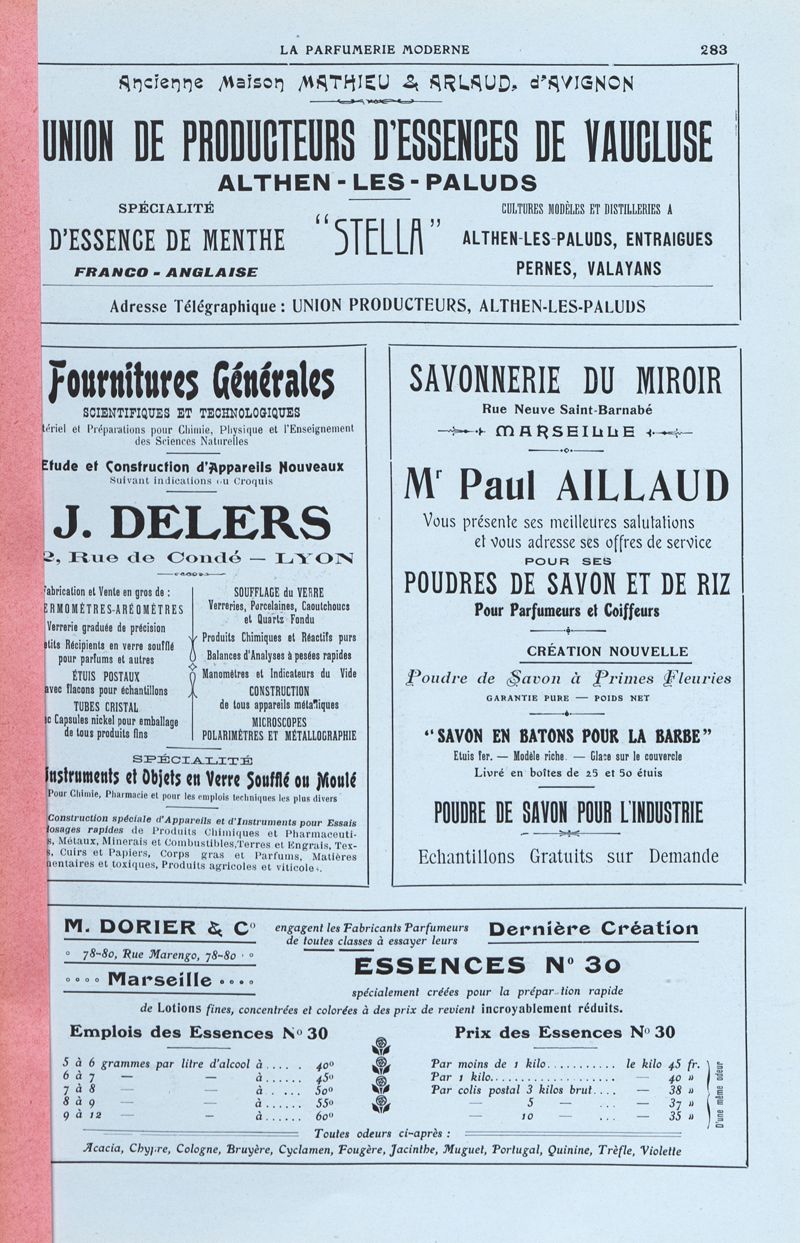 LA PARFUMERIE MODERNE 283
Ancienne Maison MATHIEU & ARLAUD, d'AVIGNON
UNION DE PRODUCTEURS D'ESSENCES DE VAUCLUSE
ALTHEN-LES-PALUDS
SPÉCIALITÉ
D'ESSENCE DE MENTHE
FRANCO-ANGLAISE
"STELLA"
CULTURES MODÈLES ET DISTILLERIES A
ALTHEN-LES-PALUDS, ENTRAIGUES
PERNES, VALAYANS
Adresse Télégraphique : UNION PRODUCTEURS, ALTHEN-LES-PALUDS
Fournitures Générales
SCIENTIFIQUES ET TECHNOLOGIQUES
tériel et Préparations pour Chimie, Physique et l'Enseignement
des Sciences Naturelles
Etude et Construction d'Appareils Nouveaux
Suivant indications ou Croquis
J. DELERS
2, Rue de Condé — LYON
Fabrication et Vente en gros de :
ERMOMÈTRES-ARÉOMÈTRES
Verrerie graduée de précision
etits Récipients en verre soufflé
pour parfums et autres
ÉTUIS POSTAUX
avec flacons pour échantillons
TUBES CRISTAL
c Capsules nickel pour emballage
de tous produits fins
SOUFFLAGE du VERRE
Verreries, Porcelaines, Caoutchoucs
et Quartz Fondu
Produits Chimiques et Réactifs purs
Balances d'Analyses à pesées rapides
Manomètres et Indicateurs du Vide
CONSTRUCTION
de tous appareils métalliques
MICROSCOPES
POLARIMÈTRES ET MÉTALLOGRAPHIE
SPÉCIALITÉ
Instruments et Objets en Verre Soufflé ou Moulé
Pour Chimie, Pharmacie et pour les emplois techniques les plus divers
Construction spéciale d'Appareils et d'Instruments pour Essais
losages rapides de Produits Chimiques et Pharmaceuti-
s, Métaux, Minerais et Combustibles, Terres et Engrais, Tex-
s, Cuirs et Papiers, Corps gras et Parfums, Matières
nentaires et toxiques, Produits agricoles et viticoles.
SAVONNERIE DU MIROIR
Rue Neuve Saint-Barnabé
MARSEILLE
Mr Paul AILLAUD
Vous présente ses meilleures salutations
et vous adresse ses offres de service
POUR SES
POUDRES DE SAVON ET DE RIZ
Pour Parfumeurs et Coiffeurs
CRÉATION NOUVELLE
Poudre de Savon à Primes Fleuries
GARANTIE PURE — POIDS NET
"SAVON EN BATONS POUR LA BARBE"
Etuis fer. — Modèle riche. — Glace sur le couvercle
Livré en boîtes de 25 et 50 étuis
POUDRE DE SAVON POUR L'INDUSTRIE
Echantillons Gratuits sur Demande
M. DORIER & Co
78-80, Rue Marengo, 78-80
Marseille
engagent les Fabricants Parfumeurs
de toutes classes à essayer leurs
Dernière Création
ESSENCES No 30
spécialement créées pour la préparation rapide
de Lotions fines, concentrées et colorées à des prix de revient incroyablement réduits.
Emplois des Essences No 30
5 à 6 grammes par litre d'alcool à..... 40°
6 à 7 — — à...... 45°
7 à 8 — — à...... 50°
8 à 9 — — à...... 55°
9 à 12 — — à...... 60°
Prix des Essences No 30
Par moins de 1 kilo........... le kilo 45 fr.
Par 1 kilo..................... — 40 »
Par colis postal 3 kilos brut.... — 38 »
— 5 — ... — 37 »
— 10 — ... — 35 »
D'une même odeur
Toutes odeurs ci-après :
Acacia, Chypre, Cologne, Bruyère, Cyclamen, Fougère, Jacinthe, Muguet, Portugal, Quinine, Trèfle, Violette